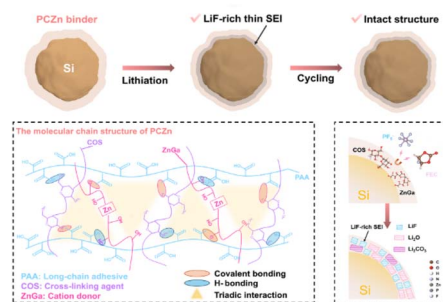 PCZn binder
✓ LiF-rich thin SEI
✓ Intact structure
Si
Lithiation
Cycling
The molecular chain structure of PCZn
COS
ZnGa
PAA
Zn
Zn
PAA: Long-chain adhesive
COS: Cross-linking agent
ZnGa: Cation donor
Covalent bonding
H-bonding
Triadic interaction
COS
PF₆
FEC
ZnGa
Si
LiF-rich SEI
LiF
Li₂O
Li₂CO₃
Si